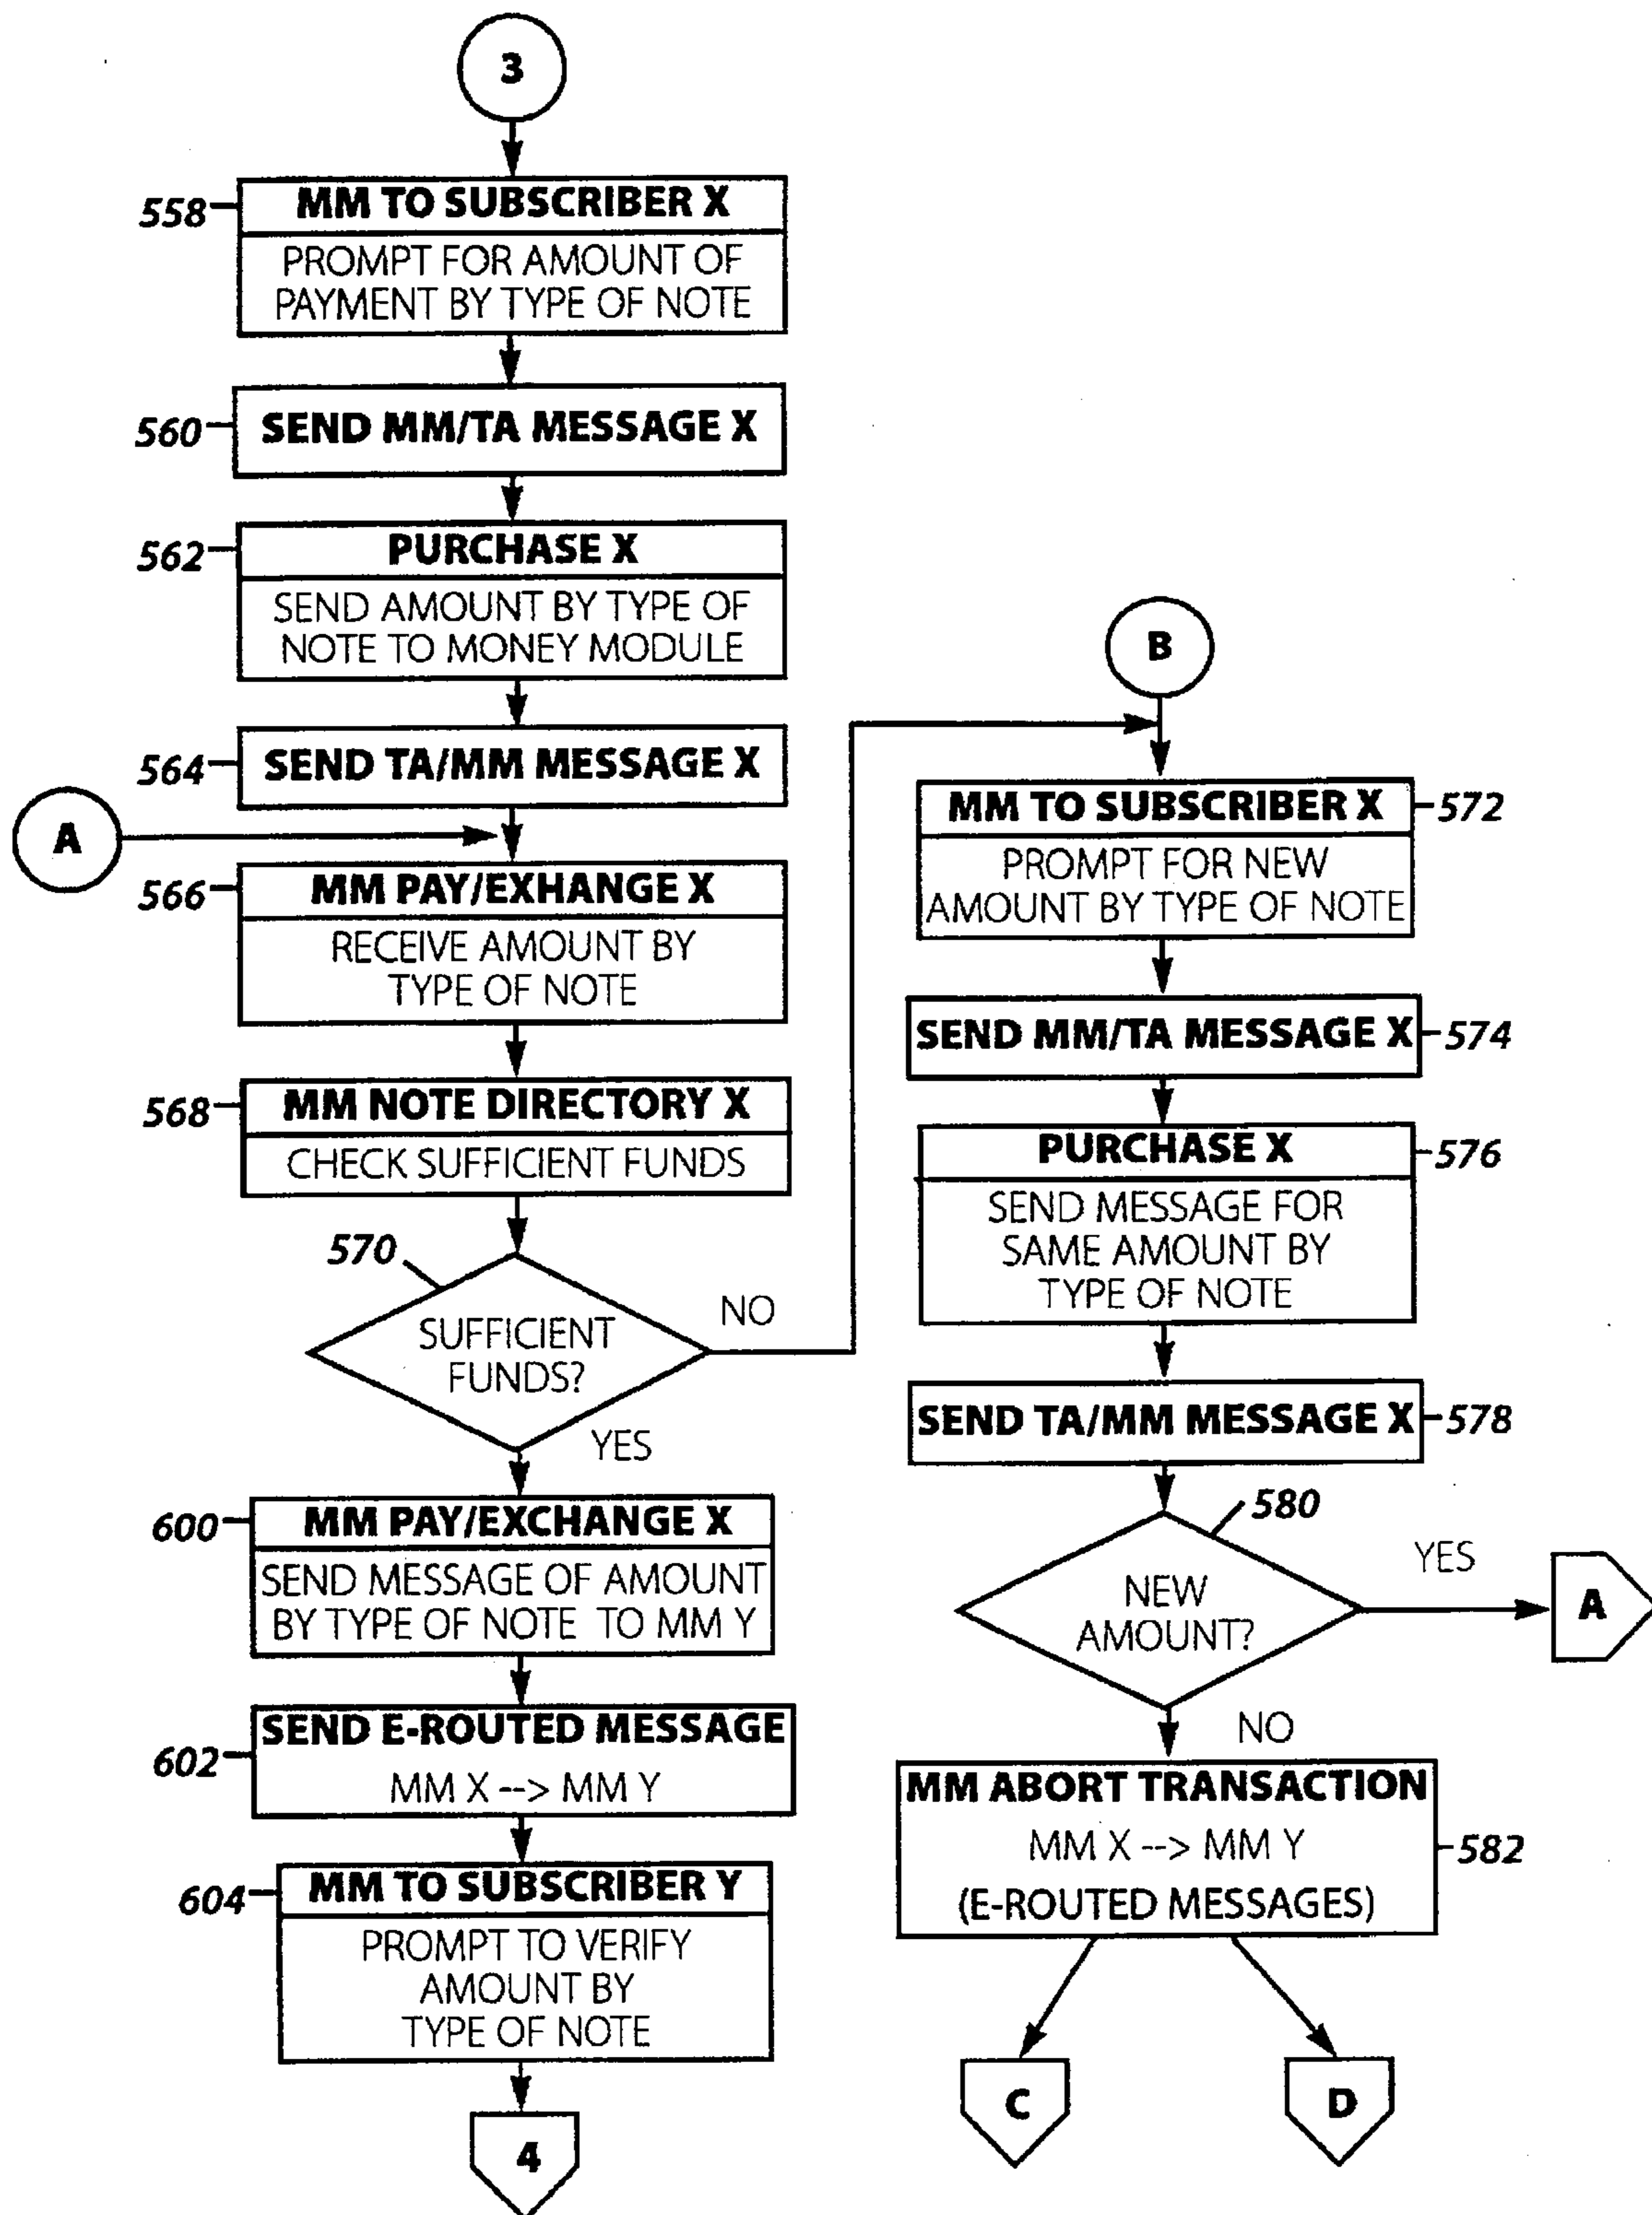 3
558
MM TO SUBSCRIBER X
PROMPT FOR AMOUNT OF
PAYMENT BY TYPE OF NOTE
560
SEND MM/TA MESSAGE X
562
PURCHASE X
SEND AMOUNT BY TYPE OF
NOTE TO MONEY MODULE
564
SEND TA/MM MESSAGE X
A
566
MM PAY/EXHANGE X
RECEIVE AMOUNT BY
TYPE OF NOTE
568
MM NOTE DIRECTORY X
CHECK SUFFICIENT FUNDS
570
SUFFICIENT
FUNDS?
NO
YES
600
MM PAY/EXCHANGE X
SEND MESSAGE OF AMOUNT
BY TYPE OF NOTE TO MM Y
602
SEND E-ROUTED MESSAGE
MM X --> MM Y
604
MM TO SUBSCRIBER Y
PROMPT TO VERIFY
AMOUNT BY
TYPE OF NOTE
4
B
MM TO SUBSCRIBER X
572
PROMPT FOR NEW
AMOUNT BY TYPE OF NOTE
SEND MM/TA MESSAGE X
574
PURCHASE X
576
SEND MESSAGE FOR
SAME AMOUNT BY
TYPE OF NOTE
SEND TA/MM MESSAGE X
578
580
NEW
AMOUNT?
YES
A
NO
MM ABORT TRANSACTION
MM X --> MM Y
582
(E-ROUTED MESSAGES)
C
D